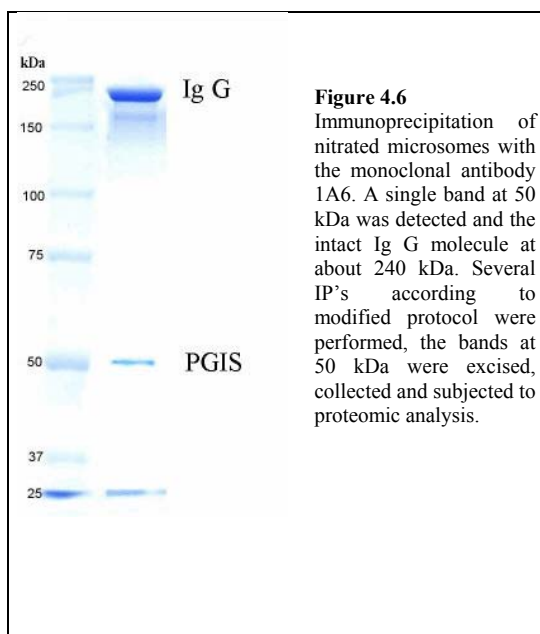 kDa
250
Ig G
150
100
75
50
PGIS
37
25
Figure 4.6
Immunoprecipitation of
nitrated microsomes with
the monoclonal antibody
1A6. A single band at 50
kDa was detected and the
intact Ig G molecule at
about 240 kDa. Several
IP's according to
modified protocol were
performed, the bands at
50 kDa were excised,
collected and subjected to
proteomic analysis.